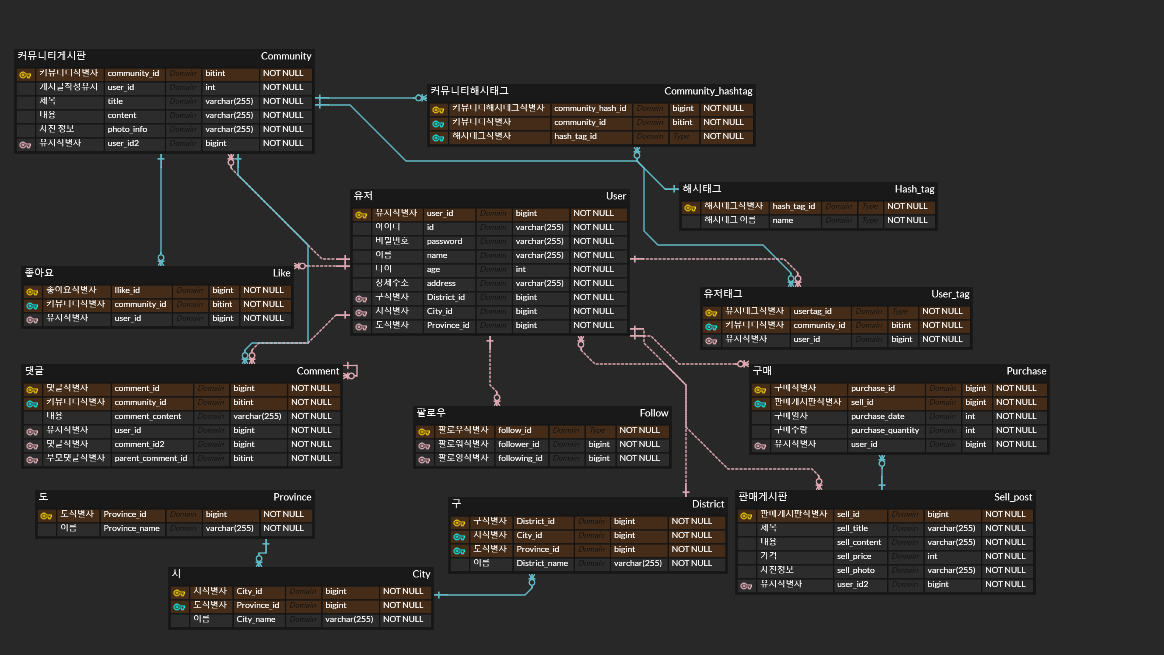 커뮤니티게시판 Community
커뮤니티식별자 community_id Domain bitint NOT NULL
게시글작성유저 user_id Domain int NOT NULL
제목 title Domain varchar(255) NOT NULL
내용 content Domain varchar(255) NOT NULL
사진 정보 photo_info Domain varchar(255) NOT NULL
유저식별자 user_id2 Domain bigint NOT NULL
커뮤니티해시태그 Community_hashtag
커뮤니티해시태그식별자 community_hash_id Domain bigint NOT NULL
커뮤니티식별자 community_id Domain bitint NOT NULL
해시태그식별자 hash_tag_id Domain Type NOT NULL
해시태그 Hash_tag
해시태그식별자 hash_tag_id Domain Type NOT NULL
해시태그 이름 name Domain Type NOT NULL
유저 User
유저식별자 user_id Domain bigint NOT NULL
아이디 id Domain varchar(255) NOT NULL
비밀번호 password Domain varchar(255) NOT NULL
이름 name Domain varchar(255) NOT NULL
나이 age Domain int NOT NULL
상세주소 address Domain varchar(255) NOT NULL
구식별자 District_id Domain bigint NOT NULL
시식별자 City_id Domain bigint NOT NULL
도식별자 Province_id Domain bigint NOT NULL
좋아요 Like
좋아요식별자 llike_id Domain bigint NOT NULL
커뮤니티식별자 community_id Domain bitint NOT NULL
유저식별자 user_id Domain bigint NOT NULL
유저태그 User_tag
유저태그식별자 usertag_id Domain Type NOT NULL
커뮤니티식별자 community_id Domain bitint NOT NULL
유저식별자 user_id Domain bigint NOT NULL
댓글 Comment
댓글식별자 comment_id Domain bigint NOT NULL
커뮤니티식별자 community_id Domain bitint NOT NULL
내용 comment_content Domain varchar(255) NOT NULL
유저식별자 user_id Domain bigint NOT NULL
댓글식별자 comment_id2 Domain bigint NOT NULL
부모댓글식별자 parent_comment_id Domain bitint NOT NULL
구매 Purchase
구매식별자 purchase_id Domain bigint NOT NULL
판매게시판식별자 sell_id Domain bigint NOT NULL
구매일자 purchase_date Domain int NOT NULL
구매수량 purchase_quantity Domain int NOT NULL
유저식별자 user_id Domain bigint NOT NULL
팔로우 Follow
팔로우식별자 follow_id Domain Type NOT NULL
팔로워식별자 follower_id Domain bigint NOT NULL
팔로잉식별자 following_id Domain bigint NOT NULL
도 Province
도식별자 Province_id Domain bigint NOT NULL
이름 Province_name Domain varchar(255) NOT NULL
구 District
구식별자 District_id Domain bigint NOT NULL
시식별자 City_id Domain bigint NOT NULL
도식별자 Province_id Domain bigint NOT NULL
이름 District_name Domain varchar(255) NOT NULL
판매게시판 Sell_post
판매게시판식별자 sell_id Domain bigint NOT NULL
제목 sell_title Domain varchar(255) NOT NULL
내용 sell_content Domain varchar(255) NOT NULL
가격 sell_price Domain int NOT NULL
사진정보 sell_photo Domain varchar(255) NOT NULL
유저식별자 user_id2 Domain bigint NOT NULL
시 City
시식별자 City_id Domain bigint NOT NULL
도식별자 Province_id Domain bigint NOT NULL
이름 City_name Domain varchar(255) NOT NULL